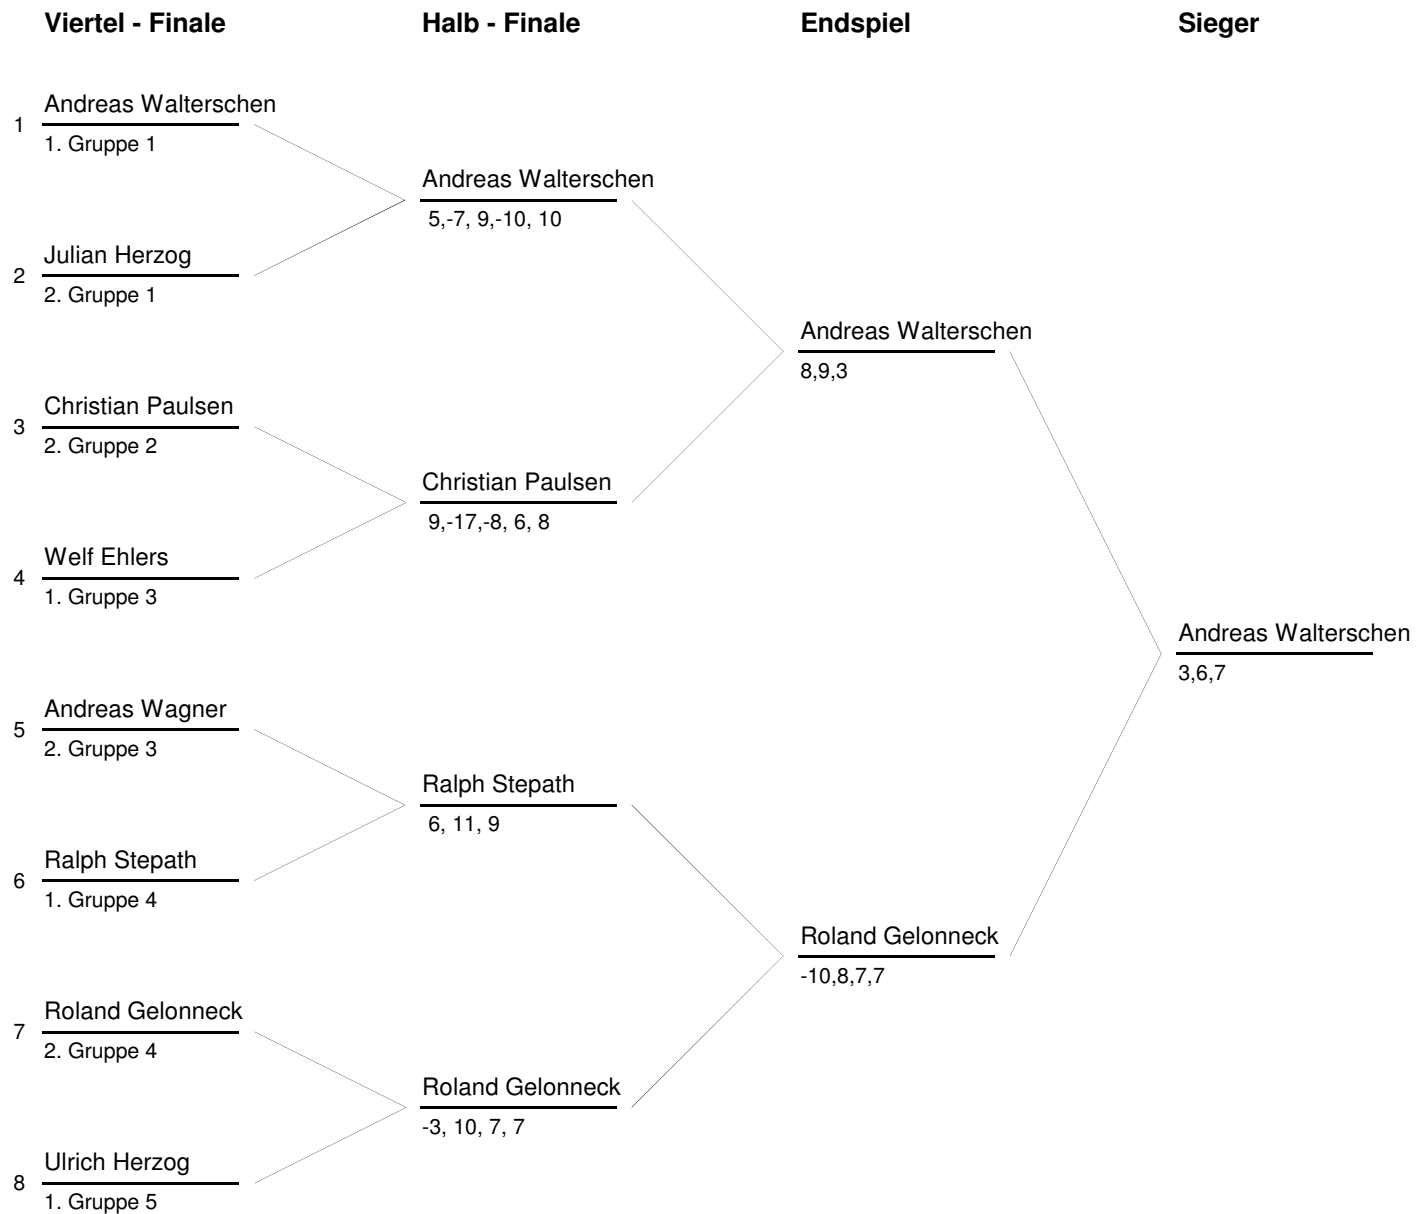 Viertel - Finale
Halb - Finale
Endspiel
Sieger
Andreas Walterschen
1
1. Gruppe 1
Andreas Walterschen
5,-7, 9,-10, 10
Julian Herzog
2
2. Gruppe 1
Andreas Walterschen
8,9,3
Christian Paulsen
3
2. Gruppe 2
Christian Paulsen
9,-17,-8, 6, 8
Welf Ehlers
4
1. Gruppe 3
Andreas Walterschen
3,6,7
Andreas Wagner
5
2. Gruppe 3
Ralph Stepath
6, 11, 9
Ralph Stepath
6
1. Gruppe 4
Roland Gelonneck
-10,8,7,7
Roland Gelonneck
7
2. Gruppe 4
Roland Gelonneck
-3, 10, 7, 7
Ulrich Herzog
8
1. Gruppe 5